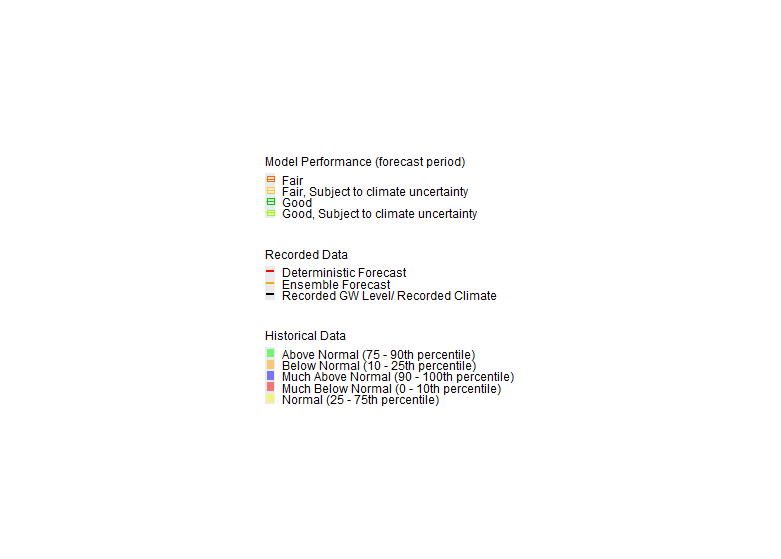 Model Performance (forecast period)
Fair
Fair, Subject to climate uncertainty
Good
Good, Subject to climate uncertainty
Recorded Data
Deterministic Forecast
Ensemble Forecast
Recorded GW Level/ Recorded Climate
Historical Data
Above Normal (75 - 90th percentile)
Below Normal (10 - 25th percentile)
Much Above Normal (90 - 100th percentile)
Much Below Normal (0 - 10th percentile)
Normal (25 - 75th percentile)